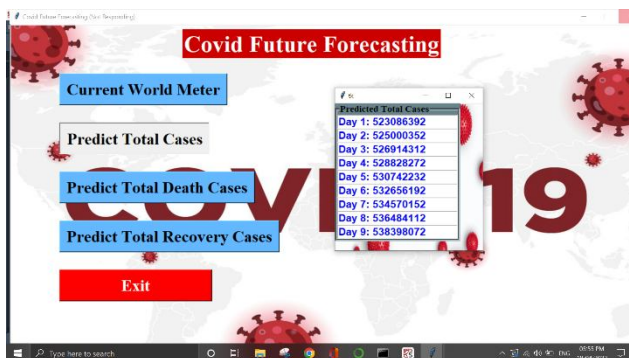 Covid Future Forecasting (Not Responding)
Covid Future Forecasting
Current World Meter
Predict Total Cases
Predict Total Death Cases
Predict Total Recovery Cases
Exit
Predicted Total Cases
Day 1: 523086392
Day 2: 525000352
Day 3: 526914312
Day 4: 528828272
Day 5: 530742232
Day 6: 532656192
Day 7: 534570152
Day 8: 536484112
Day 9: 538398072
19
Type here to search
ENG
08:55 PM